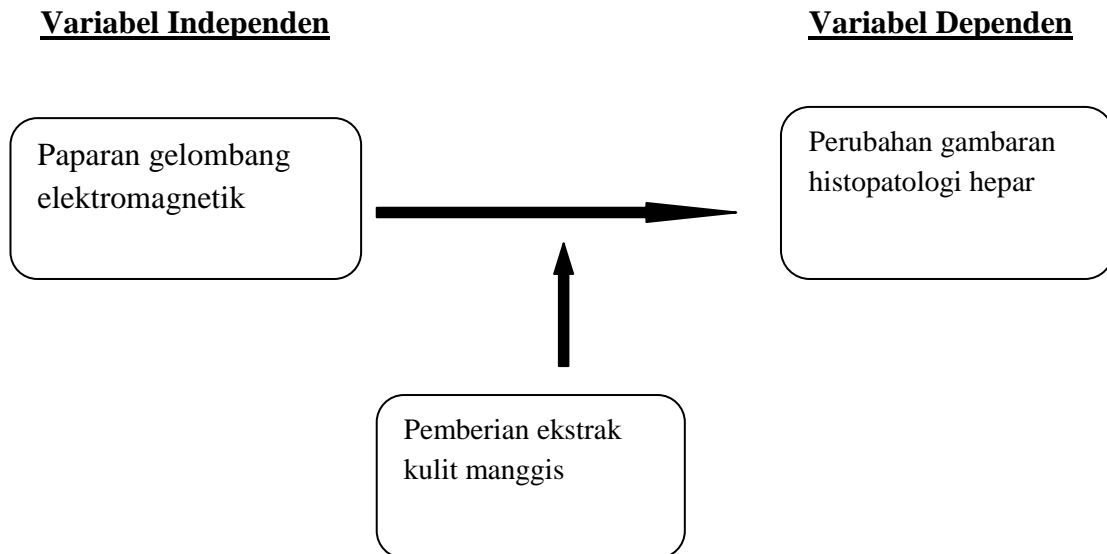 Variabel Independen
Variabel Dependen
Paparan gelombang
elektromagnetik
Perubahan gambaran
histopatologi hepar
Pemberian ekstrak
kulit manggis